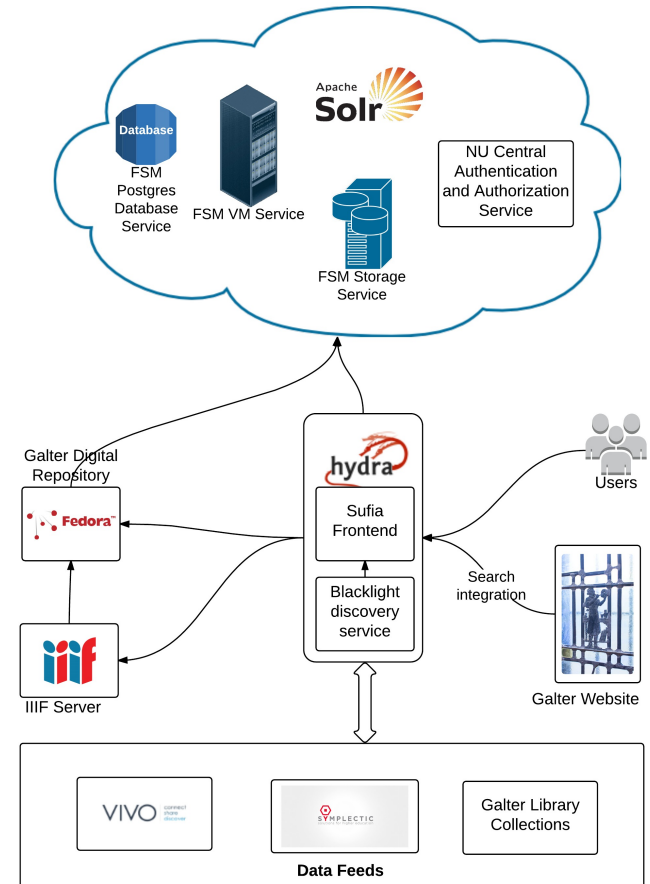 Apache
Solr
Database
FSM
Postgres
Database
Service
FSM VM Service
NU Central
Authentication
and Authorization
Service
FSM Storage
Service
Galter Digital
Repository
Fedora™
hydra
Sufia
Frontend
Blacklight
discovery
service
Users
Search
integration
Galter Website
iiif
IIIF Server
VIVO
connect
share
discover
SYMPLECTIC
Galter Library
Collections
Data Feeds